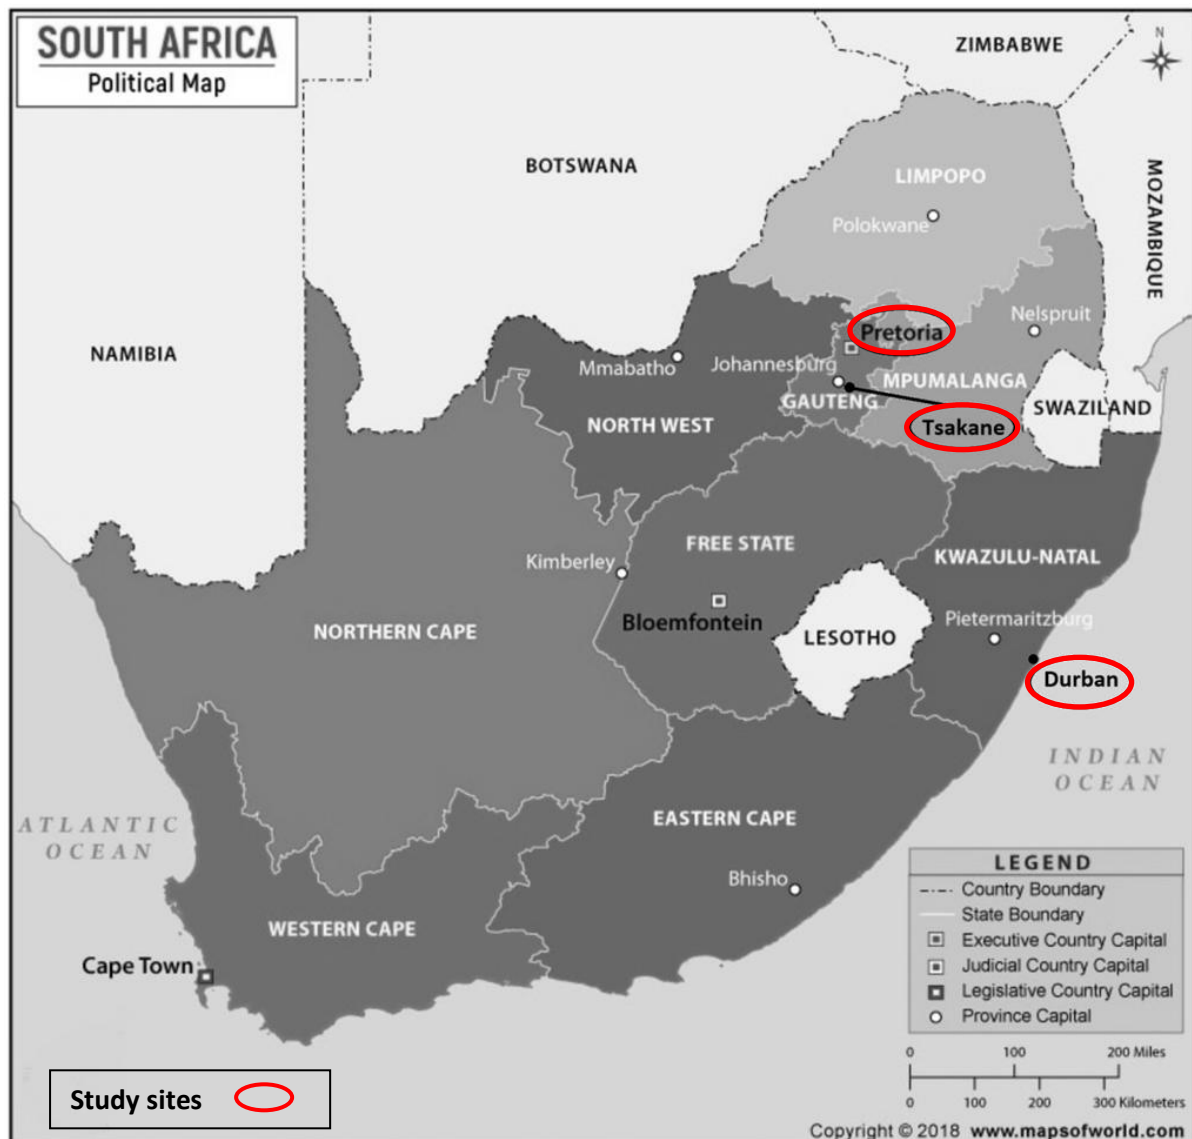 SOUTH AFRICA
Political Map
ZIMBABWE
N
BOTSWANA
LIMPOPO
MOZAMBIQUE
Polokwane
NAMIBIA
Pretoria
Nelspruit
Mmabatho
Johannesburg
MPUMALANGA
GAUTENG
SWAZILAND
NORTH WEST
Tsakane
FREE STATE
KWAZULU-NATAL
Kimberley
Bloemfontein
Pietermaritzburg
NORTHERN CAPE
LESOTHO
Durban
INDIAN
OCEAN
ATLANTIC
OCEAN
EASTERN CAPE
Bhisho
WESTERN CAPE
Cape Town
LEGEND
Country Boundary
State Boundary
Executive Country Capital
Judicial Country Capital
Legislative Country Capital
Province Capital
0 100 200 Miles
0 100 200 300 Kilometers
Study sites
Copyright © 2018 www.mapsofworld.com